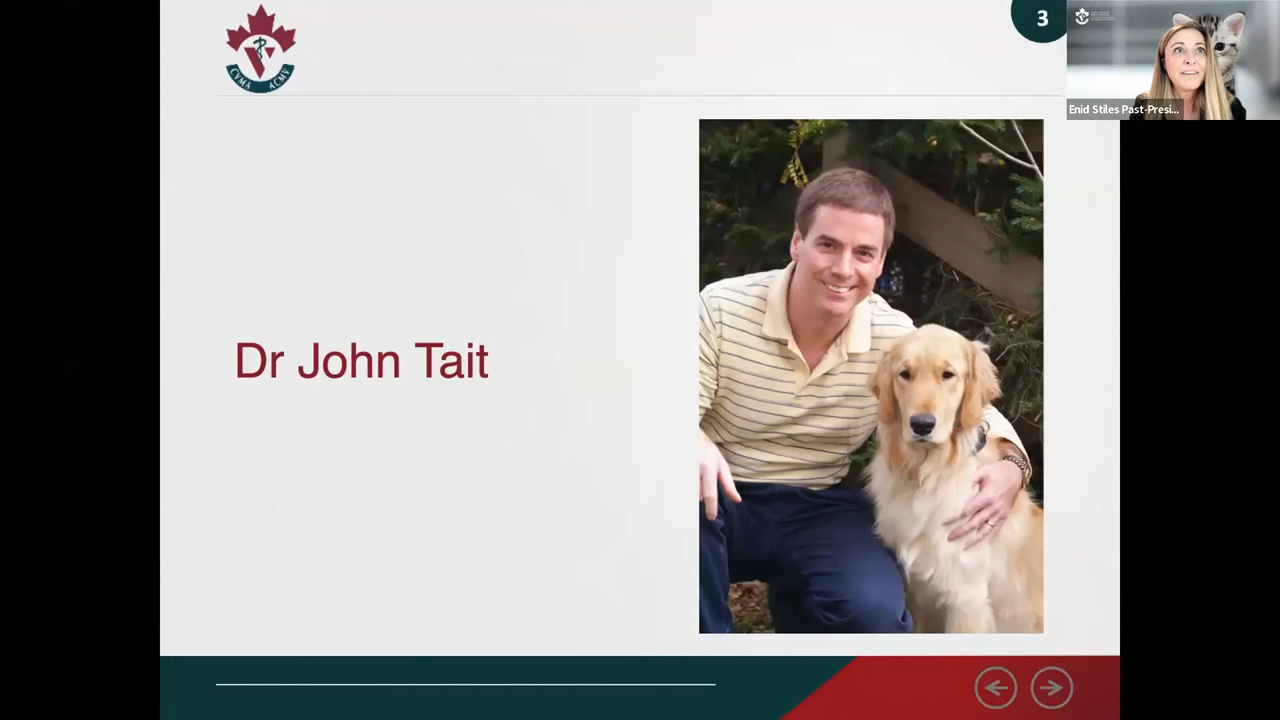 3
CVMA ACMV
Enid Stiles Past-Presi...
Dr John Tait